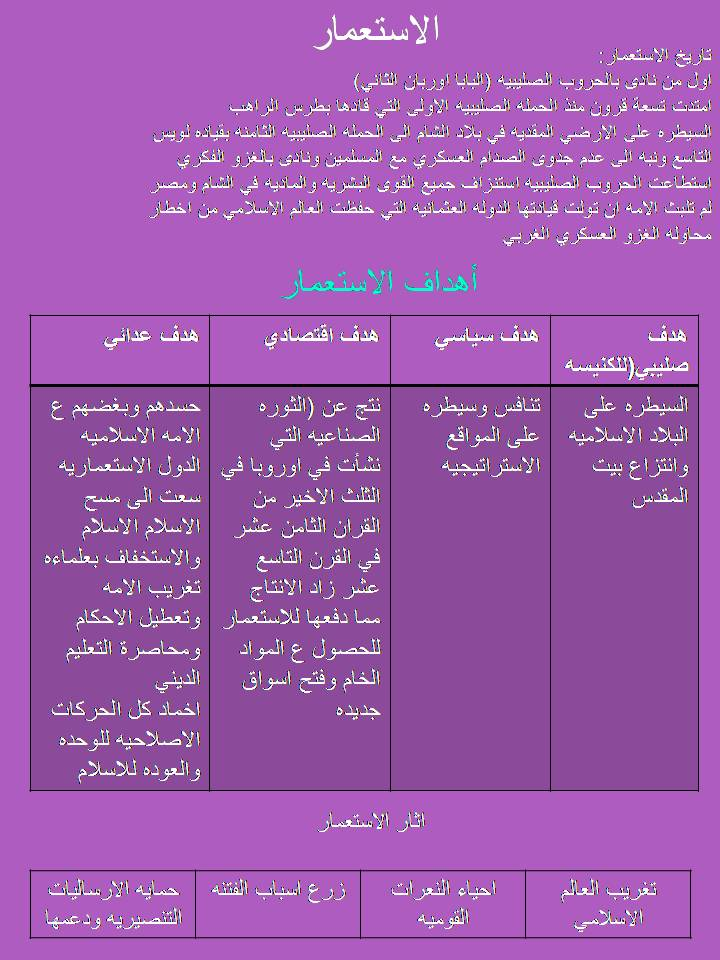 الاستعمار
تاريخ الاستعمار:
اول من نادى بالحروب الصليبيه (البابا اوربان الثاني)
امتدت تسعة قرون منذ الحمله الصليبيه الاولى التي قادها بطرس الراهب
السيطره على الارضي المقديه في بلاد الشام الى الحمله الصليبيه الثامنه بقياده لويس
التاسع ونبه الى عدم جدوى الصدام العسكري مع المسلمين ونادى بالغزو الفكري
استطاعت الحروب الصليبيه استنزاف جميع القوى البشريه والماديه في الشام ومصر
لم تلبث الامه ان تولت قيادتها الدوله العثمانيه التي حفظت العالم الاسلامي من اخطار
محاوله الغزو العسكري الغربي
أهداف الاستعمار
هدف
صليبي(للكنيسه
هدف سياسي
هدف اقتصادي
هدف عدائي
السيطره على
البلاد الاسلاميه
وانتزاع بيت
المقدس
تنافس وسيطره
على المواقع
الاستراتيجيه
نتج عن (الثوره
الصناعيه التي
نشأت في اوروبا في
الثلث الاخير من
القران الثامن عشر
في القرن التاسع
عشر زاد الانتاج
مما دفعها للاستعمار
للحصول ع المواد
الخام وفتح اسواق
جديده
حسدهم وبغضهم ع
الامه الاسلاميه
الدول الاستعماريه
سعت الى مسح
الاسلام الاسلام
والاستخفاف بعلماءه
تغريب الامه
وتعطيل الاحكام
ومحاصرة التعليم
الديني
اخماد كل الحركات
الاصلاحيه للوحده
والعوده للاسلام
اثار الاستعمار
تغريب العالم
الاسلامي
احياء النعرات
القوميه
زرع اسباب الفتنه
حمايه الارساليات
التنصيريه ودعمها